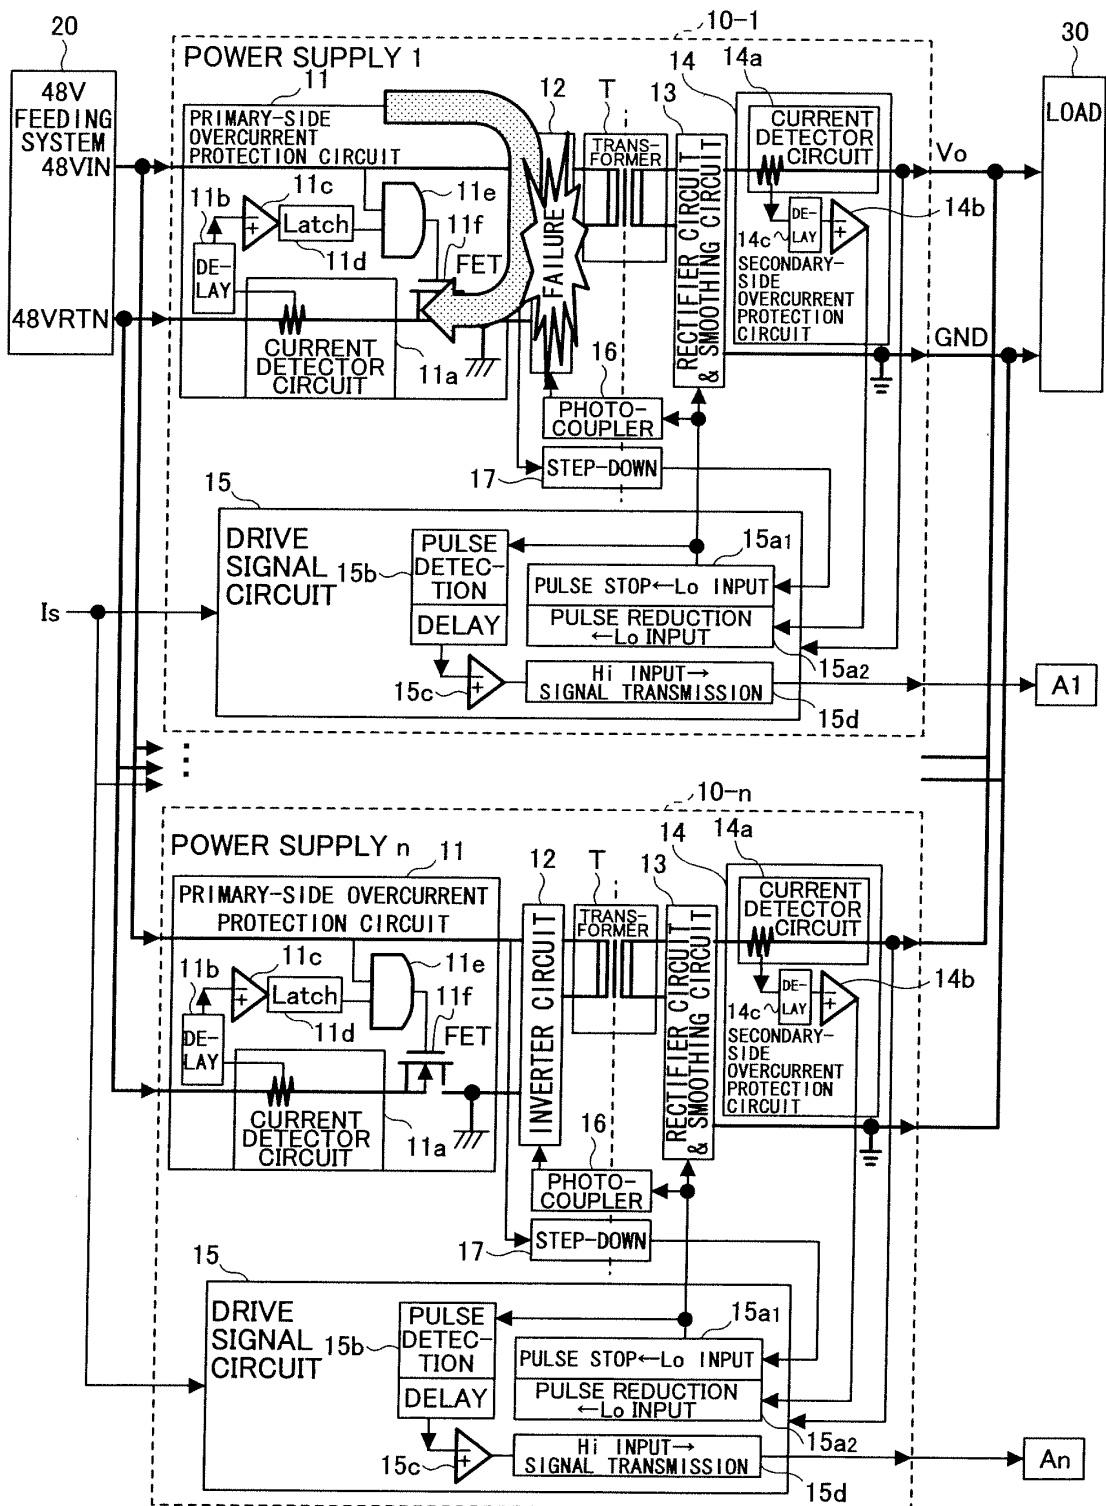 20
48V
FEEDING
SYSTEM
48VIN
48VRTN
10-1
POWER SUPPLY 1
11
PRIMARY-SIDE
OVERCURRENT
PROTECTION CIRCUIT
11b
11c
11e
11f
Latch
11d
FET
DE-
LAY
CURRENT
DETECTOR
CIRCUIT
11a
12
FAILURE
T
TRANS-
FORMER
13
RECTIFIER CIRCUIT
& SMOOTHING CIRCUIT
14
14a
CURRENT
DETECTOR
CIRCUIT
DE-
LAY
14b
14c
SECONDARY-
SIDE
OVERCURRENT
PROTECTION
CIRCUIT
Vo
GND
30
LOAD
16
PHOTO-
COUPLER
17
STEP-DOWN
15
DRIVE
SIGNAL
CIRCUIT
Is
15b
PULSE
DETEC-
TION
DELAY
15a1
PULSE STOP←Lo INPUT
PULSE REDUCTION
←Lo INPUT
15a2
15c
Hi INPUT→
SIGNAL TRANSMISSION
15d
A1
10-n
POWER SUPPLY n
11
PRIMARY-SIDE OVERCURRENT
PROTECTION CIRCUIT
11b
11c
11e
11f
Latch
11d
FET
DE-
LAY
CURRENT
DETECTOR
CIRCUIT
11a
12
INVERTER CIRCUIT
T
TRANS-
FORMER
13
RECTIFIER CIRCUIT
& SMOOTHING CIRCUIT
14
14a
CURRENT
DETECTOR
CIRCUIT
DE-
LAY
14b
14c
SECONDARY-
SIDE
OVERCURRENT
PROTECTION
CIRCUIT
16
PHOTO-
COUPLER
17
STEP-DOWN
15
DRIVE
SIGNAL
CIRCUIT
15b
PULSE
DETEC-
TION
DELAY
15a1
PULSE STOP←Lo INPUT
PULSE REDUCTION
←Lo INPUT
15a2
15c
Hi INPUT→
SIGNAL TRANSMISSION
15d
An